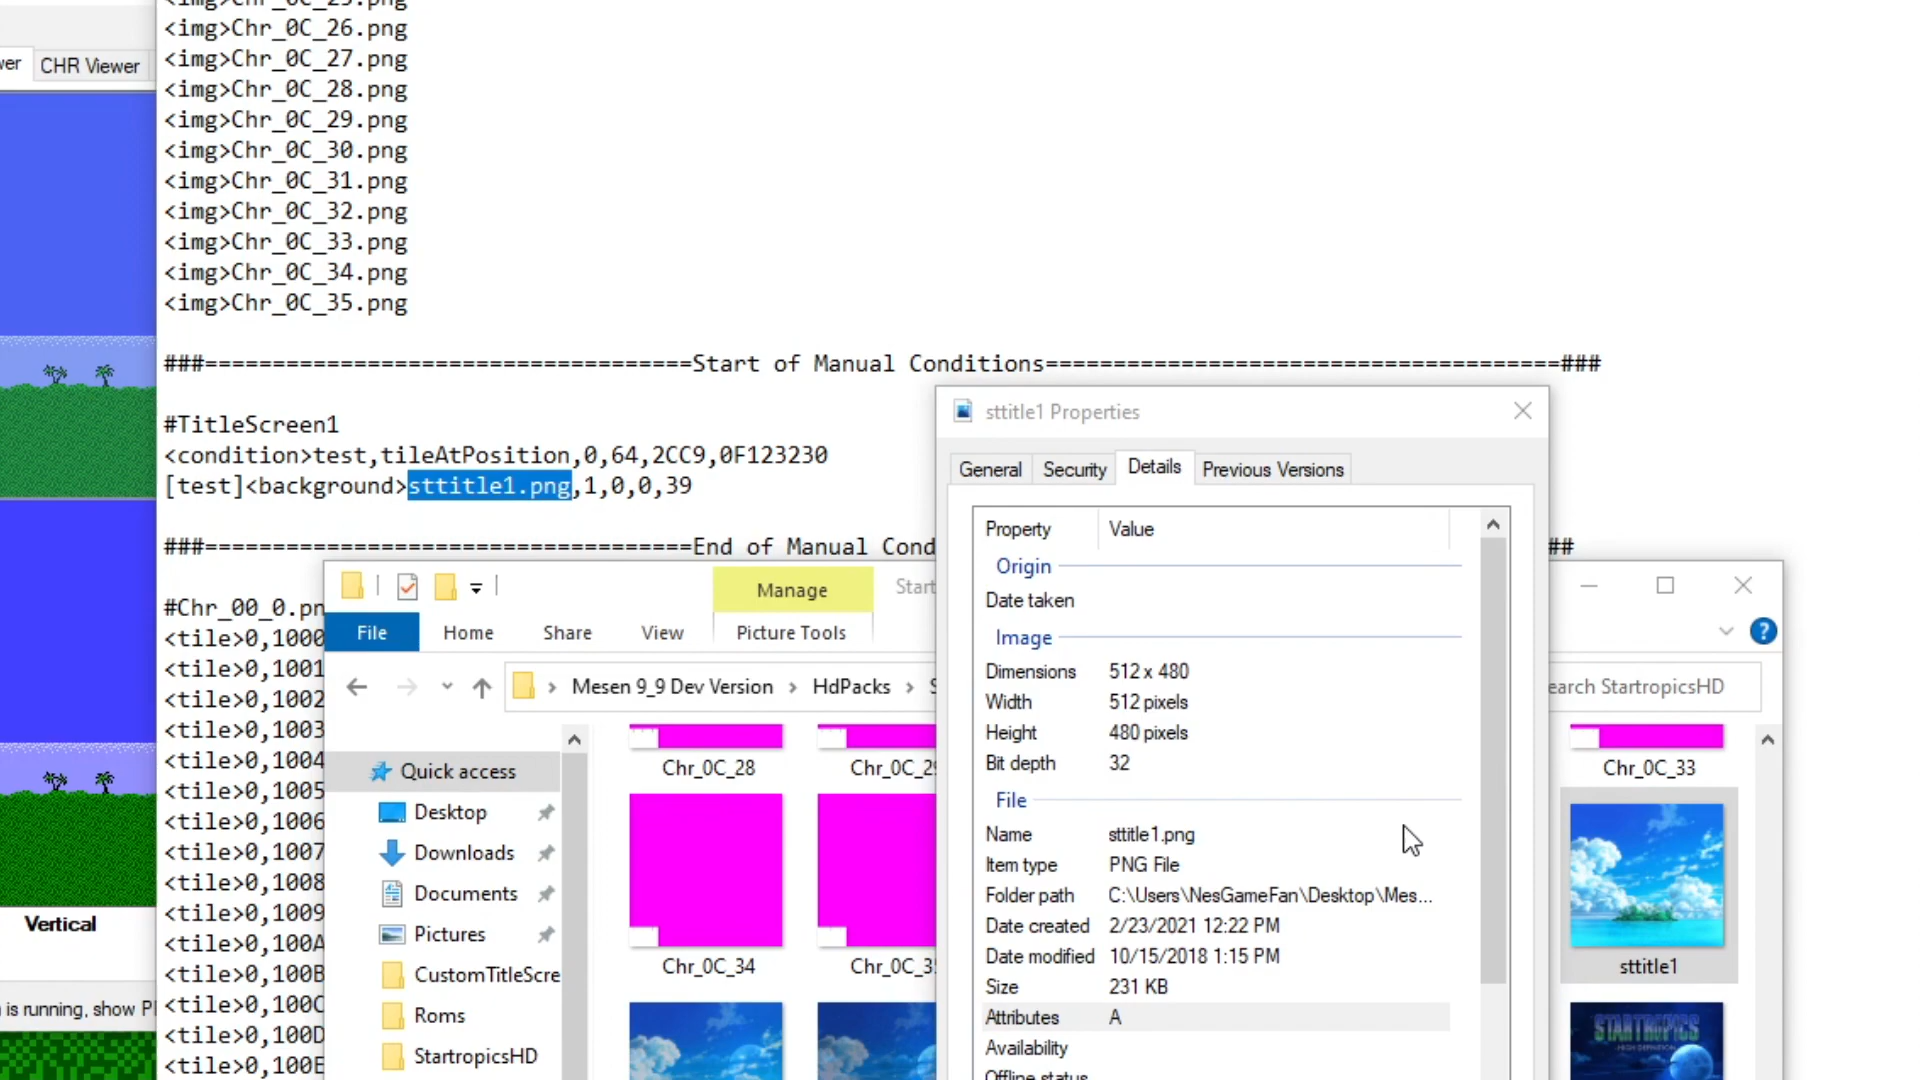 <img>Chr_0C_25.png
<img>Chr_0C_26.png
<img>Chr_0C_27.png
<img>Chr_0C_28.png
<img>Chr_0C_29.png
<img>Chr_0C_30.png
<img>Chr_0C_31.png
<img>Chr_0C_32.png
<img>Chr_0C_33.png
<img>Chr_0C_34.png
<img>Chr_0C_35.png
CHR Viewer
###====================================Start of Manual Conditions======================================###
#TitleScreen1
<condition>test,tileAtPosition,0,64,2CC9,0F123230
[test]<background>sttitle1.png,1,0,0,39
###====================================End of Manual Cond
##
#Chr_00_0.pn
<tile>0,1000
<tile>0,1001
<tile>0,1002
<tile>0,1003
<tile>0,1004
<tile>0,1005
<tile>0,1006
<tile>0,1007
<tile>0,1008
<tile>0,1009
<tile>0,100A
<tile>0,100B
<tile>0,100C
<tile>0,100D
<tile>0,100E
Vertical
is running, show P
Manage
Start
File Home Share View Picture Tools
Mesen 9_9 Dev Version > HdPacks > S
earch StartropicsHD
Quick access
Desktop
Downloads
Documents
Pictures
CustomTitleScre
Roms
StartropicsHD
Chr_0C_28
Chr_0C_29
Chr_0C_33
Chr_0C_34
Chr_0C_35
sttitle1
STARTROPICS
sttitle1 Properties
General Security Details Previous Versions
Property Value
Origin
Date taken
Image
Dimensions 512 x 480
Width 512 pixels
Height 480 pixels
Bit depth 32
File
Name sttitle1.png
Item type PNG File
Folder path C:\Users\NesGameFan\Desktop\Mes...
Date created 2/23/2021 12:22 PM
Date modified 10/15/2018 1:15 PM
Size 231 KB
Attributes A
Availability
Offline status